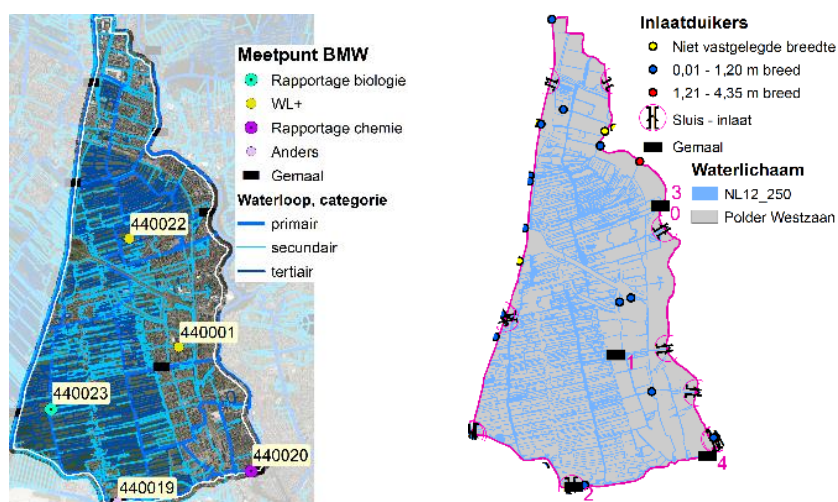 Meetpunt BMW
Rapportage biologie
WL+
Rapportage chemie
Anders
Gemaal
Waterloop, categorie
primair
secundair
tertiair
440022
440001
440023
440020
440019
Inlaatduikers
Niet vastgelegde breedte
0,01 - 1,20 m breed
1,21 - 4,35 m breed
Sluis - inlaat
Gemaal
Waterlichaam
NL12_250
Polder Westzaan
3
0
1
4
2